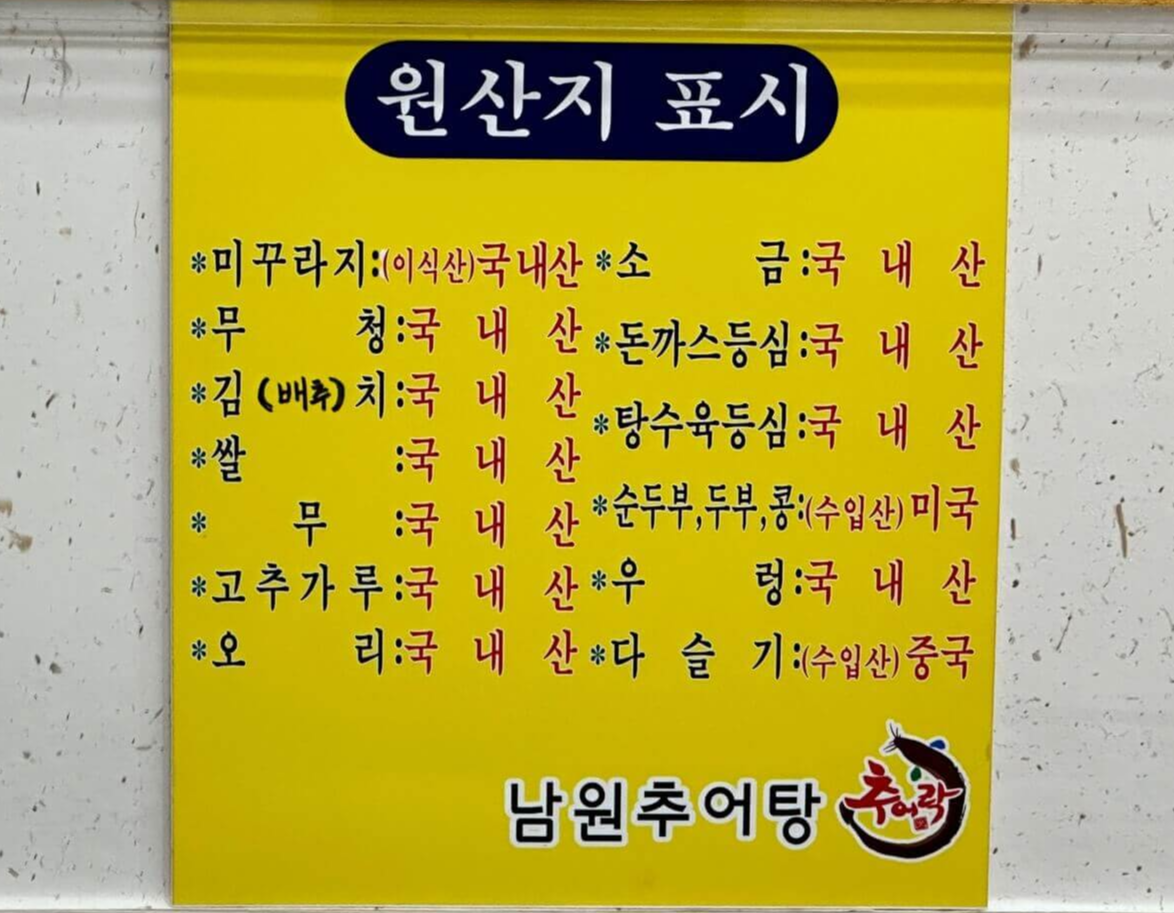 원산지 표시
*미꾸라지:(이식산)국내산
*무 청:국 내 산
*김(배추)치:국 내 산
*쌀 :국 내 산
* 무 :국 내 산
*고추가루:국 내 산
*오 리:국 내 산
*소 금:국 내 산
*돈까스등심:국 내 산
*탕수육등심:국 내 산
*순두부,두부,콩:(수입산)미국
*우 렁:국 내 산
*다 슬 기:(수입산)중국
남원추어탕
추어락